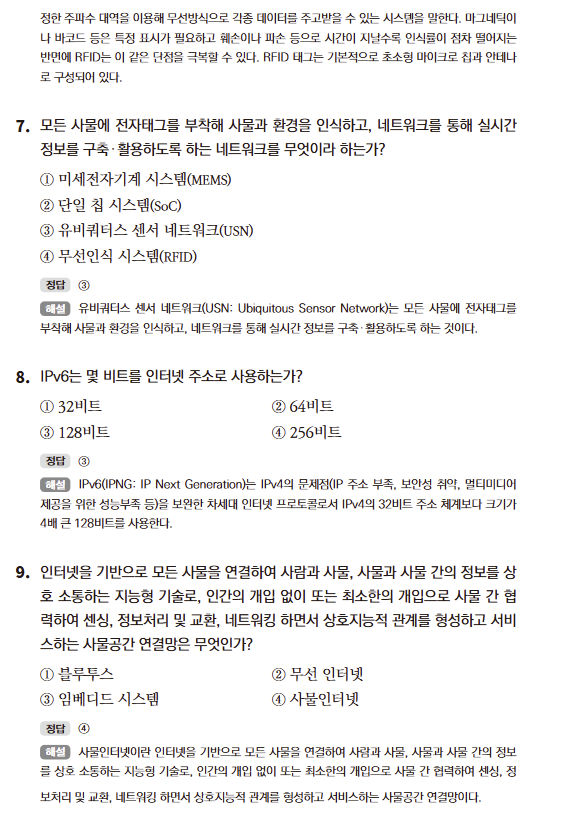 정한 주파수 대역을 이용해 무선방식으로 각종 데이터를 주고받을 수 있는 시스템을 말한다. 마그네틱이
나 바코드 등은 특정 표시가 필요하고 훼손이나 파손 등으로 시간이 지날수록 인식률이 점차 떨어지는
반면에 RFID는 이 같은 단점을 극복할 수 있다. RFID 태그는 기본적으로 초소형 마이크로 칩과 안테나
로 구성되어 있다.
7. 모든 사물에 전자태그를 부착해 사물과 환경을 인식하고, 네트워크를 통해 실시간
정보를 구축·활용하도록 하는 네트워크를 무엇이라 하는가?
① 미세전자기계 시스템(MEMS)
② 단일 칩 시스템(SoC)
③ 유비쿼터스 센서 네트워크(USN)
④ 무선인식 시스템(RFID)
정답 ③
해설 유비쿼터스 센서 네트워크(USN: Ubiquitous Sensor Network)는 모든 사물에 전자태그를
부착해 사물과 환경을 인식하고, 네트워크를 통해 실시간 정보를 구축·활용하도록 하는 것이다.
8. IPv6는 몇 비트를 인터넷 주소로 사용하는가?
① 32비트 ② 64비트
③ 128비트 ④ 256비트
정답 ③
해설 IPv6(IPNG: IP Next Generation)는 IPv4의 문제점(IP 주소 부족, 보안성 취약, 멀티미디어
제공을 위한 성능부족 등)을 보완한 차세대 인터넷 프로토콜로서 IPv4의 32비트 주소 체계보다 크기가
4배 큰 128비트를 사용한다.
9. 인터넷을 기반으로 모든 사물을 연결하여 사람과 사물, 사물과 사물 간의 정보를 상
호 소통하는 지능형 기술로, 인간의 개입 없이 또는 최소한의 개입으로 사물 간 협
력하여 센싱, 정보처리 및 교환, 네트워킹 하면서 상호지능적 관계를 형성하고 서비
스하는 사물공간 연결망은 무엇인가?
① 블루투스 ② 무선 인터넷
③ 임베디드 시스템 ④ 사물인터넷
정답 ④
해설 사물인터넷이란 인터넷을 기반으로 모든 사물을 연결하여 사람과 사물, 사물과 사물 간의 정보
를 상호 소통하는 지능형 기술로, 인간의 개입 없이 또는 최소한의 개입으로 사물 간 협력하여 센싱, 정
보처리 및 교환, 네트워킹 하면서 상호지능적 관계를 형성하고 서비스하는 사물공간 연결망이다.